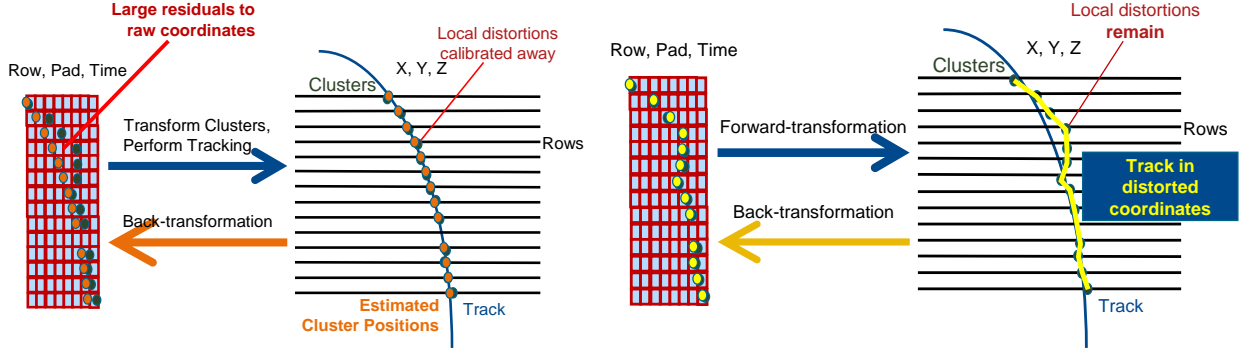 Large residuals to
raw coordinates
Row, Pad, Time
Transform Clusters,
Perform Tracking
Back-transformation
Clusters
X, Y, Z
Local distortions
calibrated away
Rows
Estimated
Cluster Positions
Track
Row, Pad, Time
Forward-transformation
Back-transformation
Clusters
X, Y, Z
Local distortions
remain
Rows
Track in
distorted
coordinates
Track